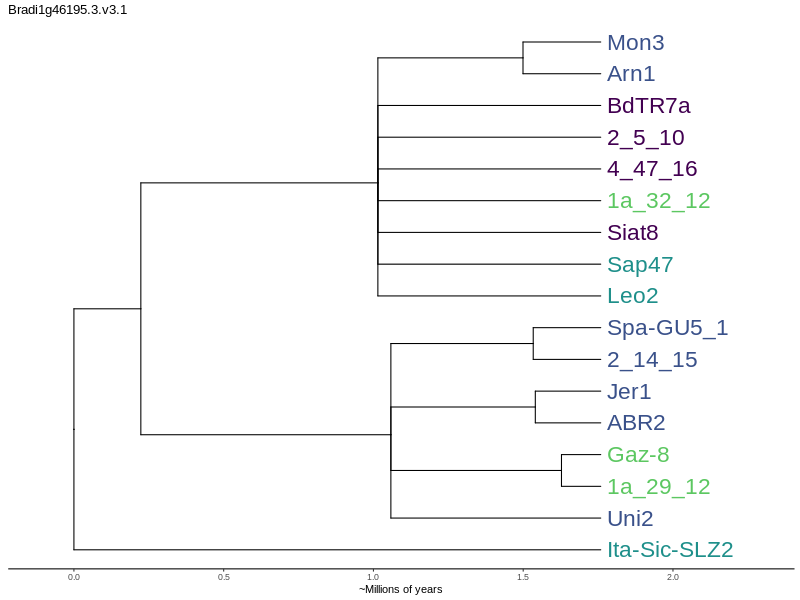 Bradi1g46195.3.v3.1
Mon3
Arn1
BdTR7a
2_5_10
4_47_16
1a_32_12
Siat8
Sap47
Leo2
Spa-GU5_1
2_14_15
Jer1
ABR2
Gaz-8
1a_29_12
Uni2
Ita-Sic-SLZ2
0.0 0.5 1.0 1.5 2.0
~Millions of years